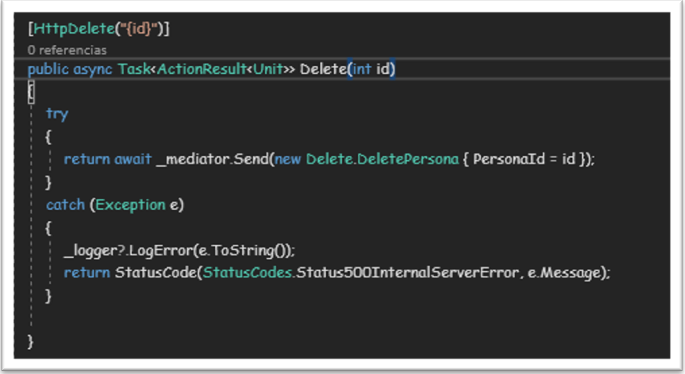 [HttpDelete("{id}")]
0 referencias
public async Task<ActionResult<Unit>> Delete(int id)
{
try
{
return await _mediator.Send(new Delete.DeletePersona { PersonaId = id });
}
catch (Exception e)
{
_logger?.LogError(e.ToString());
return StatusCode(StatusCodes.Status500InternalServerError, e.Message);
}
}